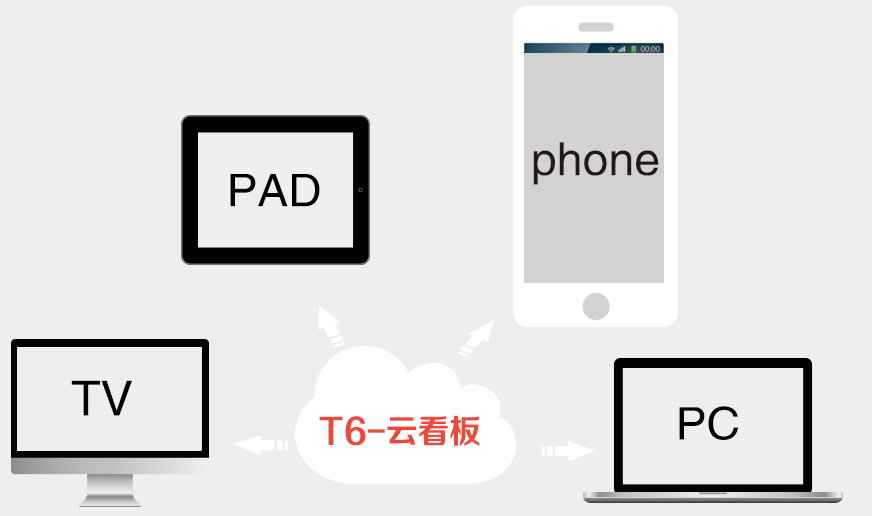 00:00
phone
PAD
TV
T6-云看板
PC